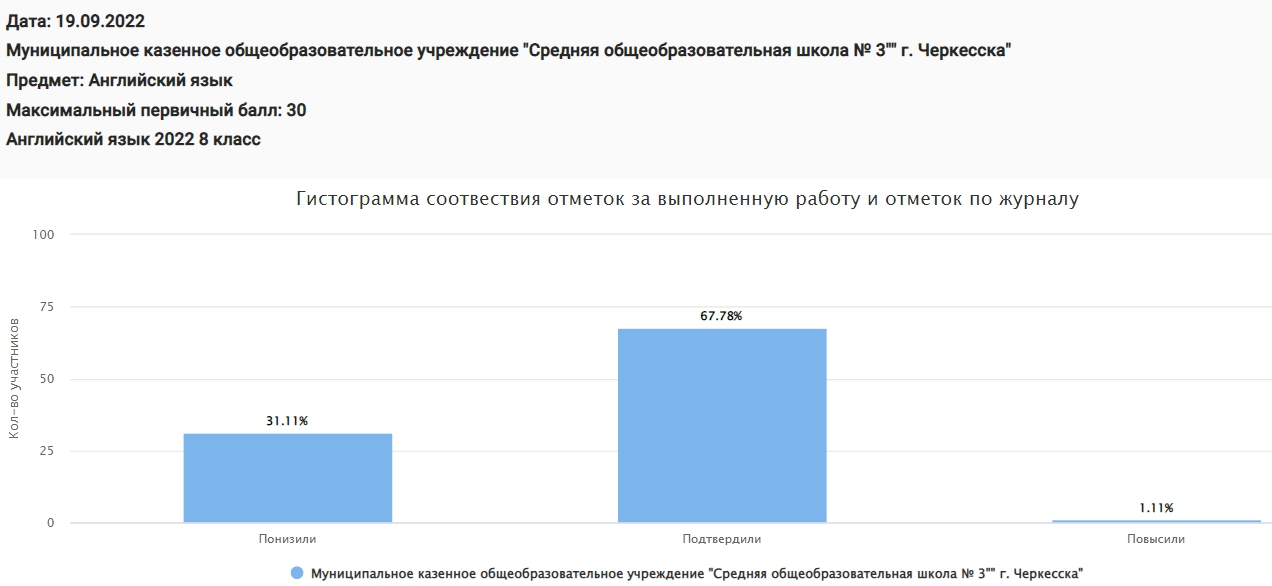 Дата: 19.09.2022
Муниципальное казенное общеобразовательное учреждение "Средняя общеобразовательная школа № 3"" г. Черкесска"
Предмет: Английский язык
Максимальный первичный балл: 30
Английский язык 2022 8 класс
Гистограмма соотвествия отметок за выполненную работу и отметок по журналу
100
75
50
25
0
Кол-во участников
31.11%
67.78%
1.11%
Понизили
Подтвердили
Повысили
Муниципальное казенное общеобразовательное учреждение "Средняя общеобразовательная школа № 3"" г. Черкесска"